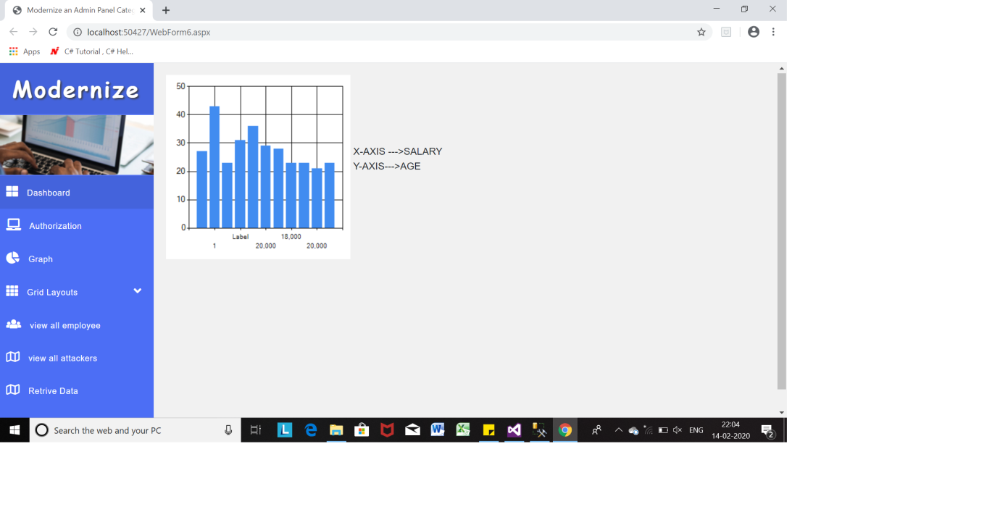 Modernize an Admin Panel Cate
localhost:50427/WebForm6.aspx
Apps
C# Tutorial , C# Hel...
Modernize
Dashboard
Authorization
Graph
Grid Layouts
view all employee
view all attackers
Retrive Data
50
40
30
20
10
0
Label
18,000
1
20,000
20,000
X-AXIS --->SALARY
Y-AXIS--->AGE
Search the web and your PC
L
ENG
22:04
14-02-2020
2